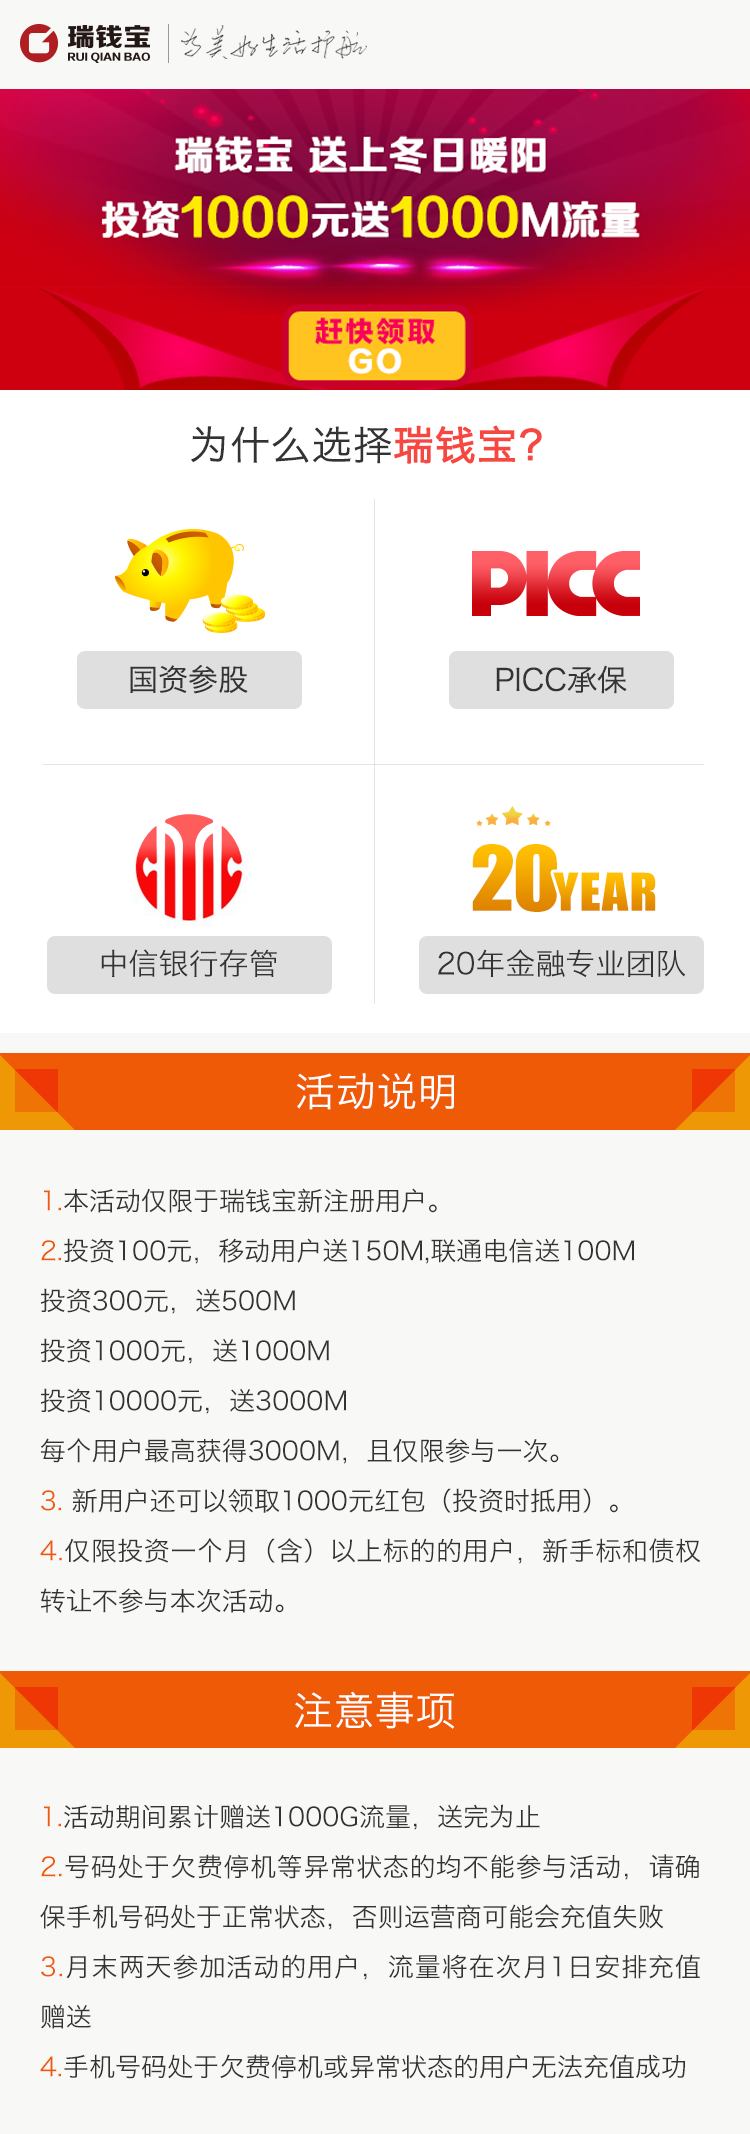 瑞钱宝
RUI QIAN BAO
为美好生活护航
瑞钱宝 送上冬日暖阳
投资1000元送1000M流量
赶快领取
GO
为什么选择瑞钱宝?
国资参股
PICC
PICC承保
中信银行存管
20YEAR
20年金融专业团队
活动说明
1.本活动仅限于瑞钱宝新注册用户。
2.投资100元，移动用户送150M,联通电信送100M
投资300元，送500M
投资1000元，送1000M
投资10000元，送3000M
每个用户最高获得3000M，且仅限参与一次。
3. 新用户还可以领取1000元红包（投资时抵用）。
4.仅限投资一个月（含）以上标的的用户，新手标和债权
转让不参与本次活动。
注意事项
1.活动期间累计赠送1000G流量，送完为止
2.号码处于欠费停机等异常状态的均不能参与活动，请确
保手机号码处于正常状态，否则运营商可能会充值失败
3.月末两天参加活动的用户，流量将在次月1日安排充值
赠送
4.手机号码处于欠费停机或异常状态的用户无法充值成功